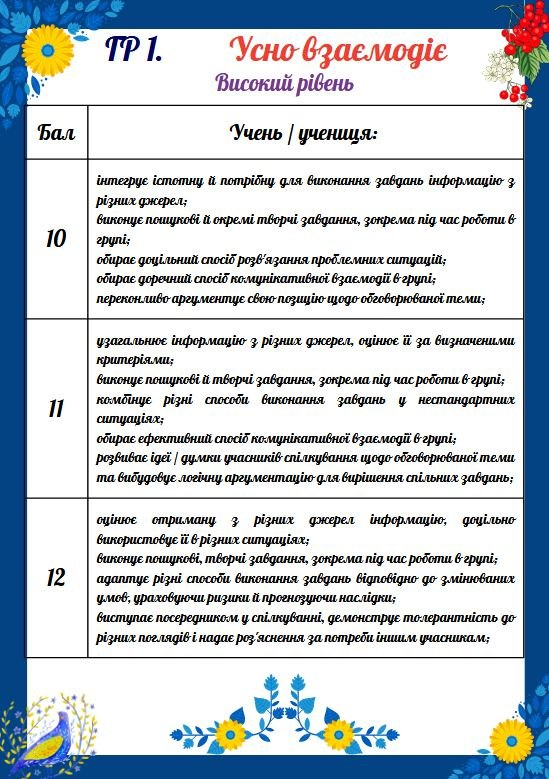 ГР 1. Усно взаємодіє
Високий рівень
Бал Учень / учениця:
10
інтегрує істотну й потрібну для виконання завдань інформацію з
різних джерел;
виконує пошукові й окремі творчі завдання, зокрема під час роботи в
групі;
обирає доцільний спосіб розв'язання проблемних ситуацій;
обирає доречний спосіб комунікативної взаємодії в групі;
переконливо аргументує свою позицію щодо обговорюваної теми;
11
узагальнює інформацію з різних джерел, оцінює її за визначеними
критеріями;
виконує пошукові й творчі завдання, зокрема під час роботи в групі;
комбінує різні способи виконання завдань у нестандартних
ситуаціях;
обирає ефективний спосіб комунікативної взаємодії в групі;
розвиває ідеї / думки учасників спілкування щодо обговорюваної теми
та вибудовує логічну аргументацію для вирішення спільних завдань;
12
оцінює отриману з різних джерел інформацію, доцільно
використовує її в різних ситуаціях;
виконує пошукові, творчі завдання, зокрема під час роботи в групі;
адаптує різні способи виконання завдань відповідно до змінюваних
умов, ураховуючи ризики й прогнозуючи наслідки;
виступає посередником у спілкуванні, демонструє толерантність до
різних поглядів і надає роз'яснення за потреби іншим учасникам;